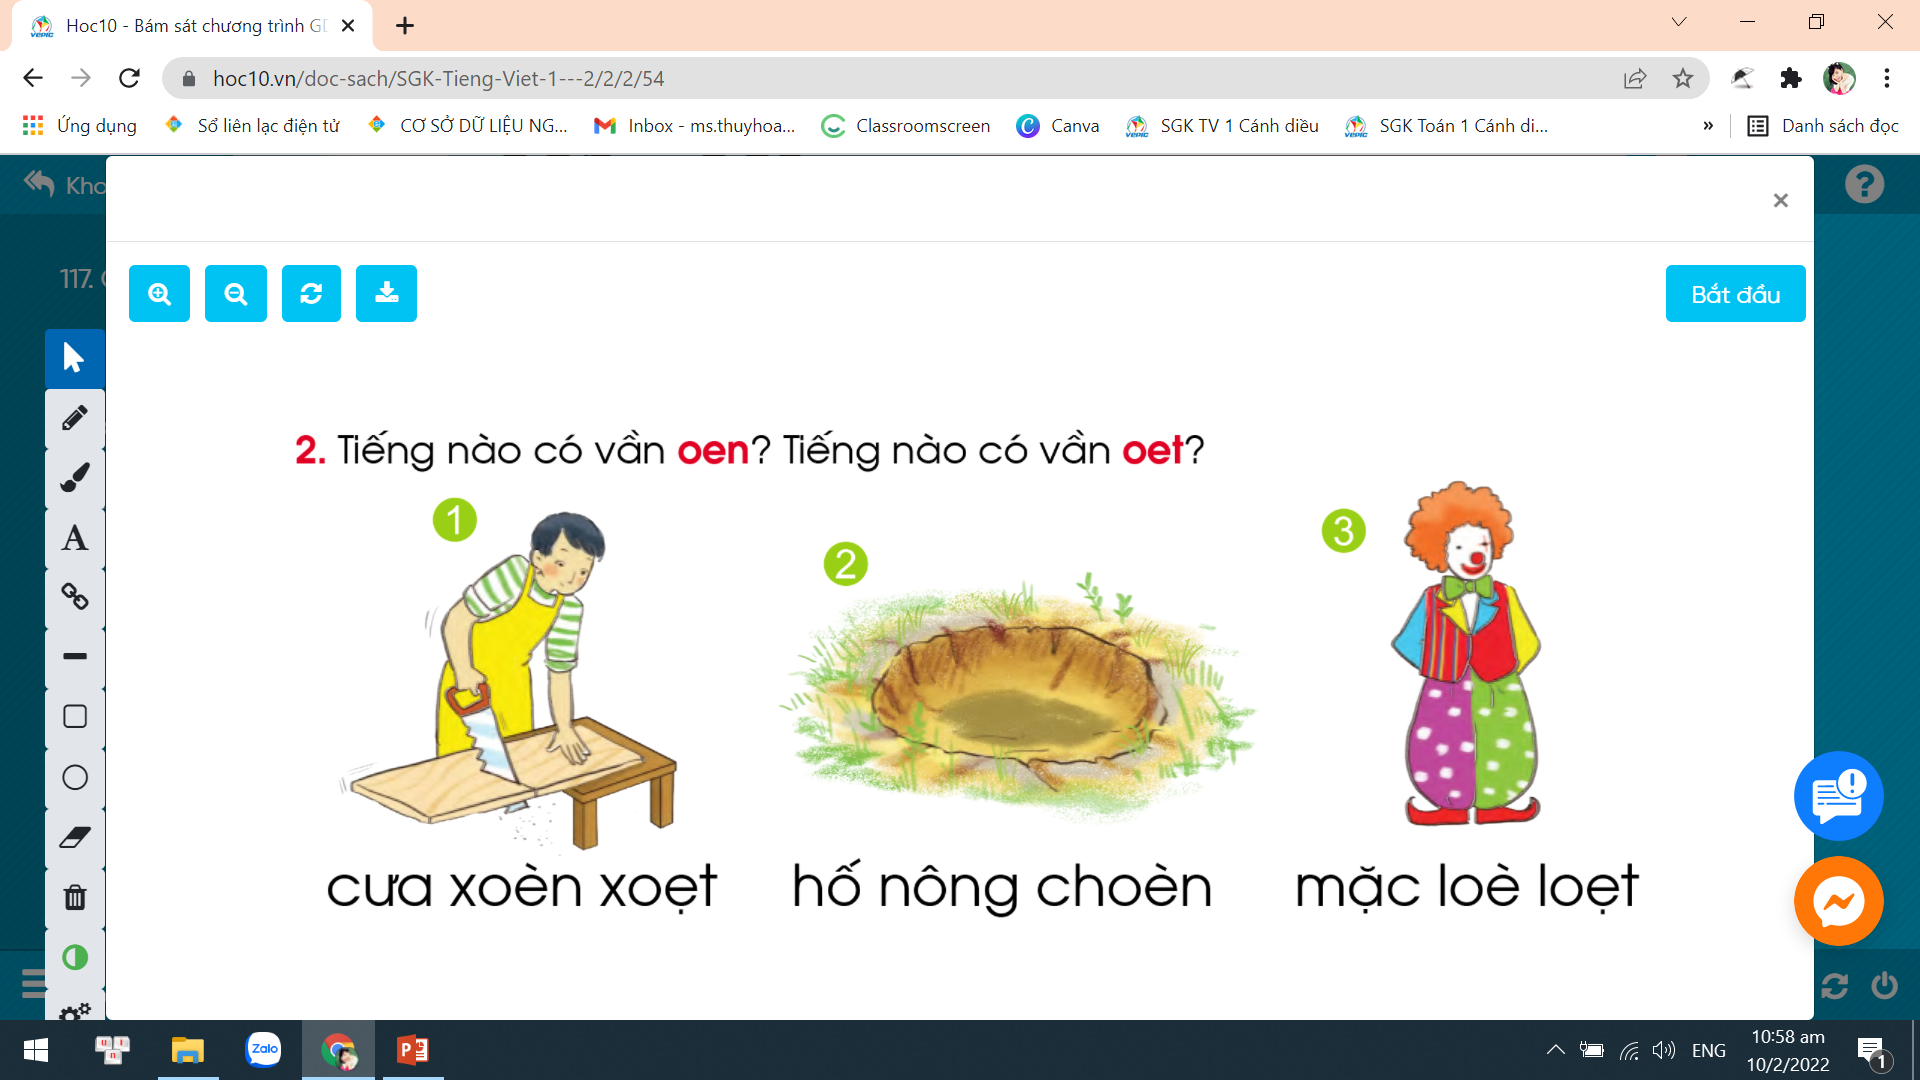 Hoc10 - Bám sát chương trình GD
hoc10.vn/doc-sach/SGK-Tieng-Viet-1---2/2/2/54
Ứng dụng
Sổ liên lạc điện tử
CƠ SỞ DỮ LIỆU NG...
Inbox - ms.thuyhoa...
Classroomscreen
Canva
SGK TV 1 Cánh diều
SGK Toán 1 Cánh di...
»
Danh sách đọc
Kho
?
×
117.
Bắt đầu
A
2. Tiếng nào có vần oen? Tiếng nào có vần oet?
1
2
3
cưa xoèn xoẹt
hố nông choèn
mặc loè loẹt
Zalo
ENG
10:58 am
10/2/2022
1